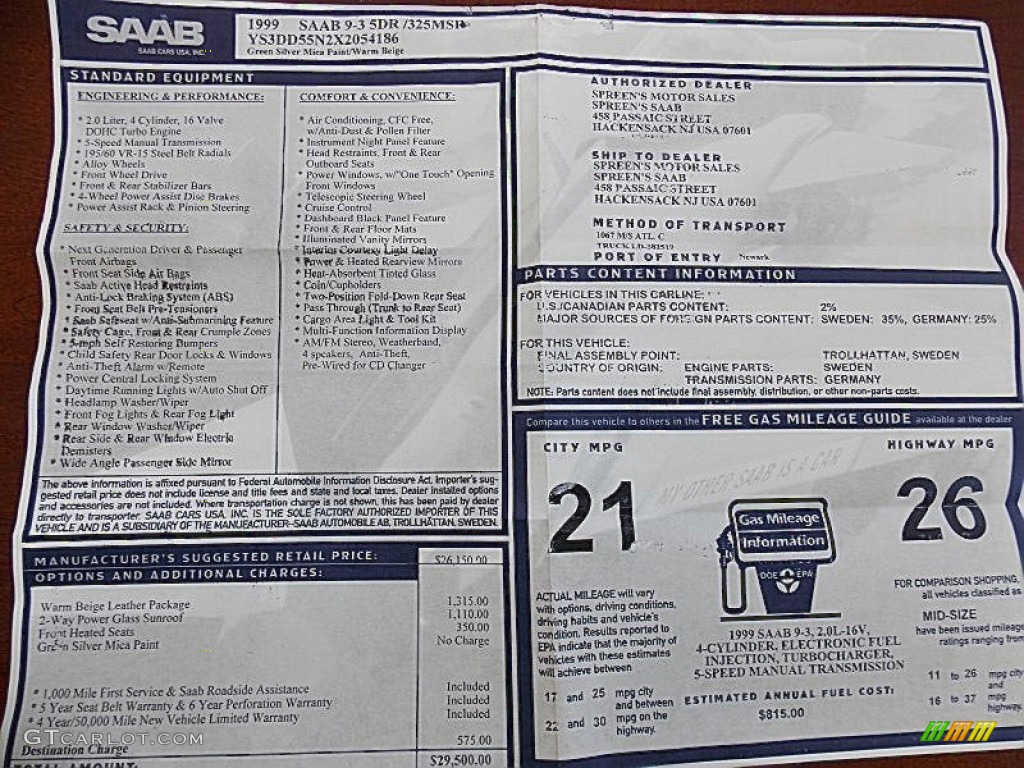 SAAB
SAAB CARS USA, INC.
1999 SAAB 9-3 5DR /325MSR
YS3DD55N2X2054186
Green Silver Mica Paint/Warm Beige
STANDARD EQUIPMENT
ENGINEERING & PERFORMANCE:
* 2.0 Liter, 4 Cylinder, 16 Valve
DOHC Turbo Engine
* 5-Speed Manual Transmission
* 195/60 VR-15 Steel Belt Radials
* Alloy Wheels
* Front Wheel Drive
* Front & Rear Stabilizer Bars
* 4-Wheel Power Assist Disc Brakes
* Power Assist Rack & Pinion Steering
SAFETY & SECURITY:
* Next Generation Driver & Passenger
Front Airbags
* Front Seat Side Air Bags
* Saab Active Head Restraints
* Anti-Lock Braking System (ABS)
* Front Seat Belt Pre-Tensioners
* Saab Safeseat w/Anti-Submarining Feature
* Safety Cage, Front & Rear Crumple Zones
* 5-mph Self Restoring Bumpers
* Child Safety Rear Door Locks & Windows
* Anti-Theft Alarm w/Remote
* Power Central Locking System
* Daytime Running Lights w/Auto Shut Off
* Headlamp Washer/Wiper
* Front Fog Lights & Rear Fog Light
* Rear Window Washer/Wiper
* Rear Side & Rear Window Electric
Demisters
* Wide Angle Passenger Side Mirror
COMFORT & CONVENIENCE:
* Air Conditioning, CFC Free,
w/Anti-Dust & Pollen Filter
* Instrument Night Panel Feature
* Head Restraints, Front & Rear
Outboard Seats
* Power Windows, w/"One Touch" Opening
Front Windows
* Telescopic Steering Wheel
* Cruise Control
* Dashboard Black Panel Feature
* Front & Rear Floor Mats
* Illuminated Vanity Mirrors
* Interior Courtesy Light Delay
* Power & Heated Rearview Mirrors
* Heat-Absorbent Tinted Glass
* Coin/Cupholders
* Two-Position Fold-Down Rear Seat
* Pass Through (Trunk to Rear Seat)
* Cargo Area Light & Tool Kit
* Multi-Function Information Display
* AM/FM Stereo, Weatherband,
4 speakers, Anti-Theft,
Pre-Wired for CD Changer
The above information is affixed pursuant to Federal Automobile Information Disclosure Act. Importer's sug-
gested retail price does not include license and title fees and state and local taxes. Dealer installed options
and accessories are not included. Where transportation charge is not shown, this has been paid by dealer
directly to transporter. SAAB CARS USA, INC. IS THE SOLE FACTORY AUTHORIZED IMPORTER OF THIS
VEHICLE AND IS A SUBSIDIARY OF THE MANUFACTURER-SAAB AUTOMOBILE AB, TROLLHÄTTAN, SWEDEN.
MANUFACTURER'S SUGGESTED RETAIL PRICE: $26,150.00
OPTIONS AND ADDITIONAL CHARGES:
Warm Beige Leather Package 1,315.00
2-Way Power Glass Sunroof 1,110.00
Front Heated Seats 350.00
Green Silver Mica Paint No Charge
* 1,000 Mile First Service & Saab Roadside Assistance Included
* 5 Year Seat Belt Warranty & 6 Year Perforation Warranty Included
* 4 Year/50,000 Mile New Vehicle Limited Warranty Included
Destination Charge 575.00
TOTAL AMOUNT: $29,500.00
AUTHORIZED DEALER
SPREEN'S MOTOR SALES
SPREEN'S SAAB
458 PASSAIC STREET
HACKENSACK NJ USA 07601
SHIP TO DEALER
SPREEN'S MOTOR SALES
SPREEN'S SAAB
458 PASSAIC STREET
HACKENSACK NJ USA 07601
METHOD OF TRANSPORT
1067 M/S ATL. C
TRUCK I.D-381519
PORT OF ENTRY Newark
PARTS CONTENT INFORMATION
FOR VEHICLES IN THIS CARLINE:
U.S./CANADIAN PARTS CONTENT: 2%
MAJOR SOURCES OF FOREIGN PARTS CONTENT: SWEDEN: 35%, GERMANY: 25%
FOR THIS VEHICLE:
FINAL ASSEMBLY POINT: TROLLHATTAN, SWEDEN
COUNTRY OF ORIGIN: ENGINE PARTS: SWEDEN
TRANSMISSION PARTS: GERMANY
NOTE: Parts content does not include final assembly, distribution, or other non-parts costs.
Compare this vehicle to others in the FREE GAS MILEAGE GUIDE available at the dealer
CITY MPG
21
HIGHWAY MPG
26
MY OTHER SAAB IS A CAR
Gas Mileage
Information
DOE EPA
ACTUAL MILEAGE will vary
with options, driving conditions,
driving habits and vehicle's
condition. Results reported to
EPA indicate that the majority of
vehicles with these estimates
will achieve between
17 and 25 mpg city
and between
22 and 30 mpg on the
highway.
1999 SAAB 9-3, 2.0L-16V,
4-CYLINDER, ELECTRONIC FUEL
INJECTION, TURBOCHARGER,
5-SPEED MANUAL TRANSMISSION
ESTIMATED ANNUAL FUEL COST:
$815.00
FOR COMPARISON SHOPPING,
all vehicles classified as
MID-SIZE
have been issued mileage
ratings ranging from
11 to 26 mpg city
and
16 to 37 mpg
highway.
GTcarlot.com